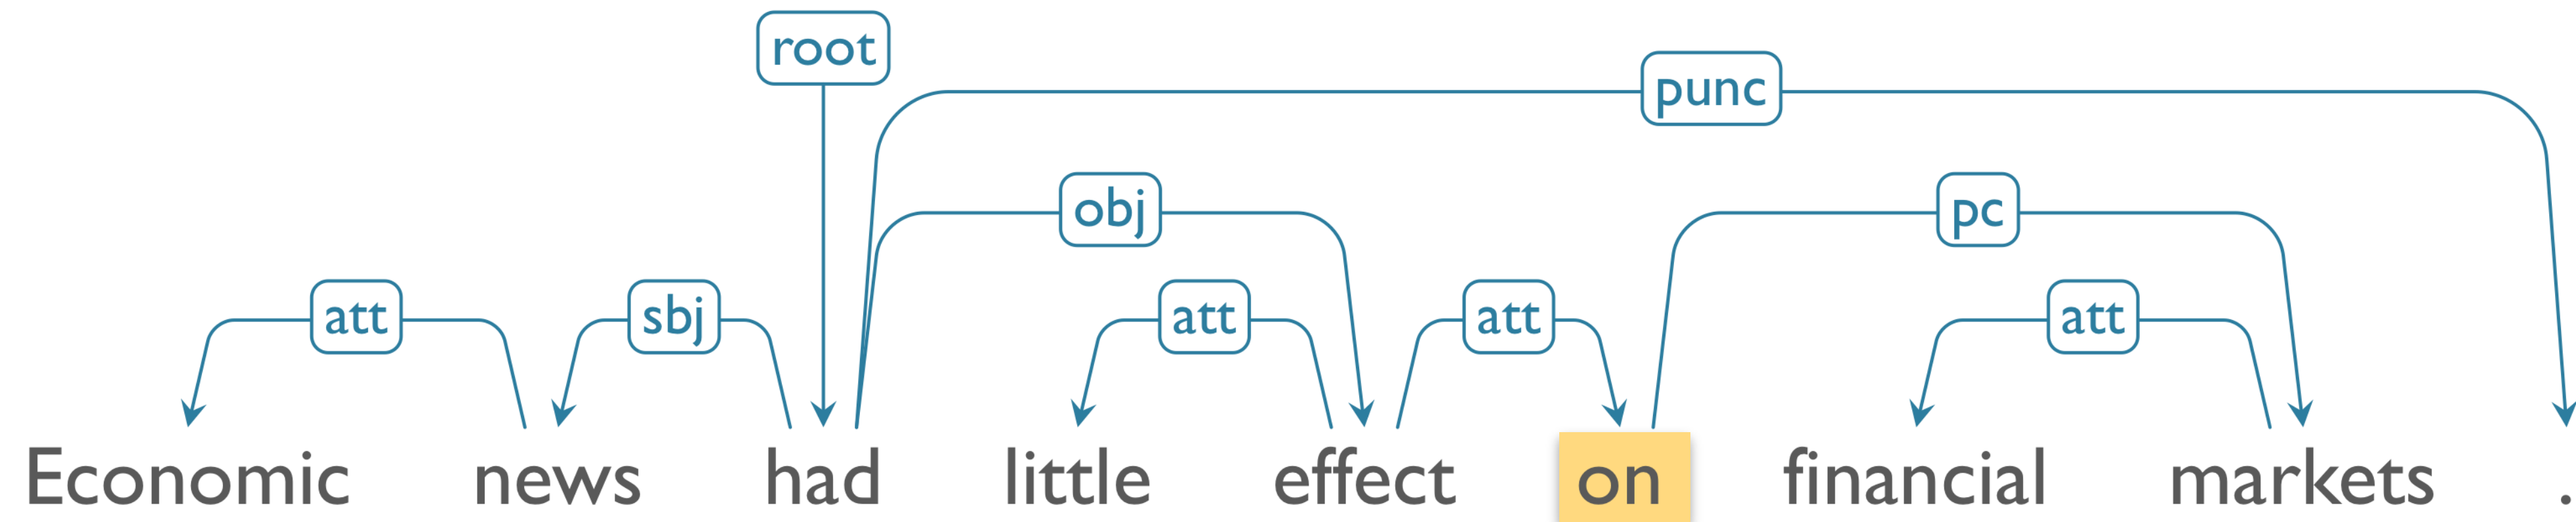 root
punc
obj pc
att sbj att att att
Economic news had little effect on financial markets .